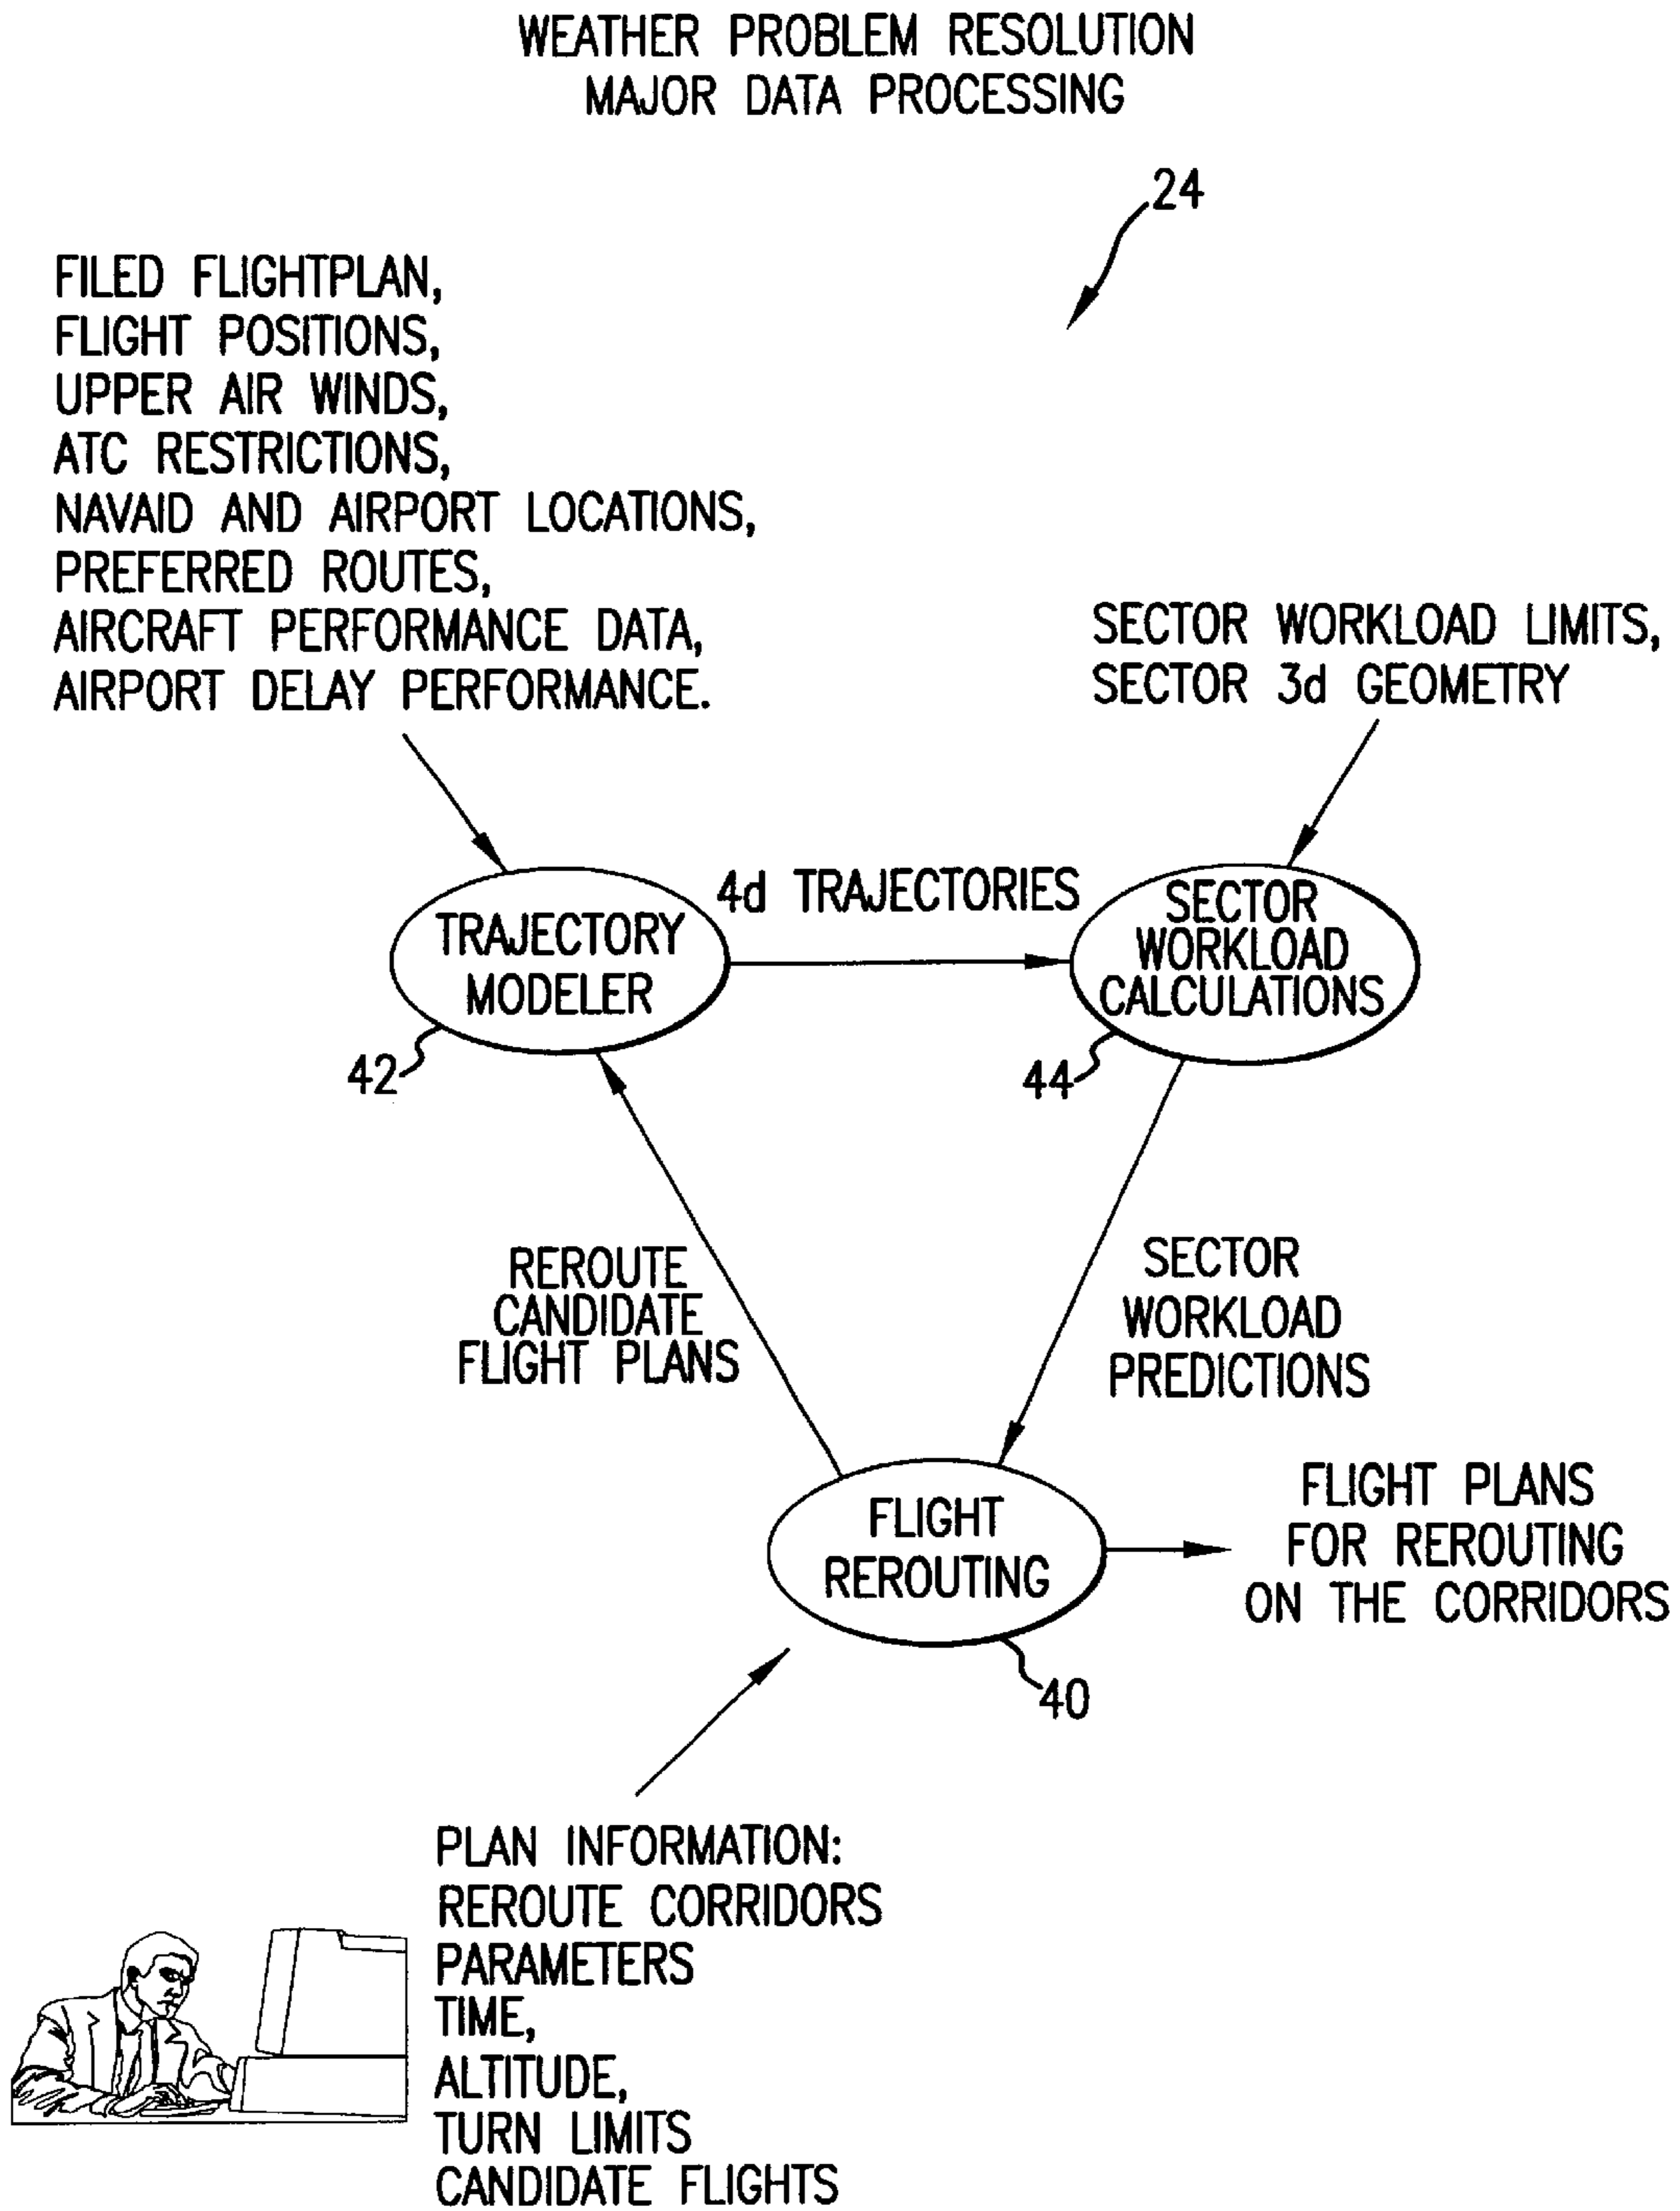 WEATHER PROBLEM RESOLUTION
MAJOR DATA PROCESSING
24
FILED FLIGHTPLAN,
FLIGHT POSITIONS,
UPPER AIR WINDS,
ATC RESTRICTIONS,
NAVAID AND AIRPORT LOCATIONS,
PREFERRED ROUTES,
AIRCRAFT PERFORMANCE DATA,
AIRPORT DELAY PERFORMANCE.
SECTOR WORKLOAD LIMITS,
SECTOR 3d GEOMETRY
TRAJECTORY
MODELER
42
4d TRAJECTORIES
SECTOR
WORKLOAD
CALCULATIONS
44
REROUTE
CANDIDATE
FLIGHT PLANS
SECTOR
WORKLOAD
PREDICTIONS
FLIGHT
REROUTING
40
FLIGHT PLANS
FOR REROUTING
ON THE CORRIDORS
PLAN INFORMATION:
REROUTE CORRIDORS
PARAMETERS
TIME,
ALTITUDE,
TURN LIMITS
CANDIDATE FLIGHTS